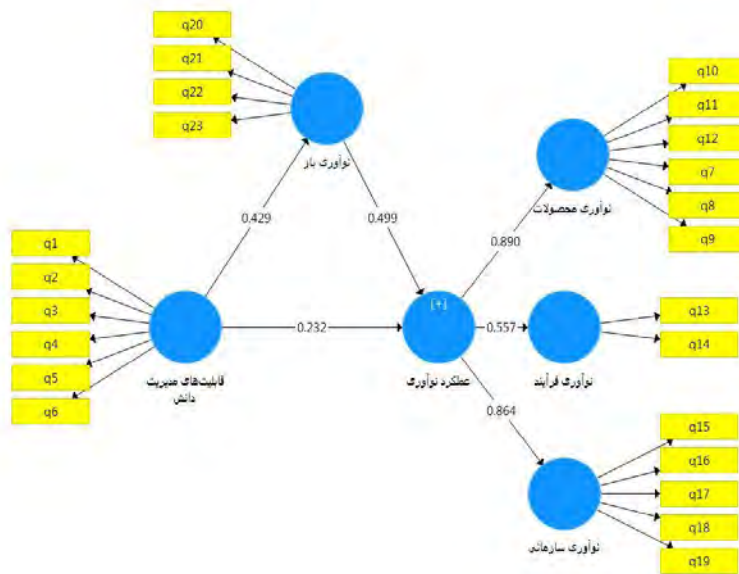 q20
q21
q22
q23
نوآوری باز
0.429
0.499
q1
q2
q3
q4
q5
q6
قابلیت‌های مدیریت
دانش
0.232
[+]
عملکرد نوآوری
0.890
0.557
0.864
q10
q11
q12
q7
q8
q9
نوآوری محصولات
q13
q14
نوآوری فرآیند
q15
q16
q17
q18
q19
نوآوری سازمانی